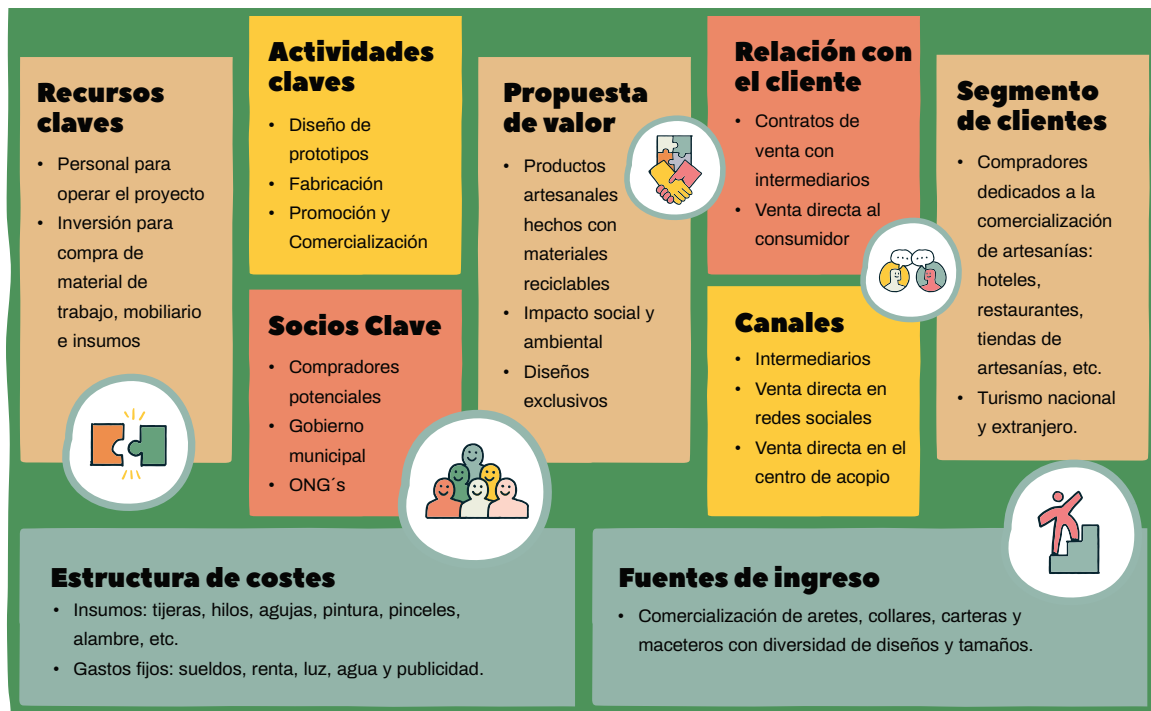 Recursos
claves
• Personal para
operar el proyecto
• Inversión para
compra de
material de
trabajo, mobiliario
e insumos
Actividades
claves
• Diseño de
prototipos
• Fabricación
• Promoción y
Comercialización
Socios Clave
• Compradores
potenciales
• Gobierno
municipal
• ONG´s
Propuesta
de valor
• Productos
artesanales
hechos con
materiales
reciclables
• Impacto social y
ambiental
• Diseños
exclusivos
Relación con
el cliente
• Contratos de
venta con
intermediarios
• Venta directa al
consumidor
Canales
• Intermediarios
• Venta directa en
redes sociales
• Venta directa en el
centro de acopio
Segmento
de clientes
• Compradores
dedicados a la
comercialización
de artesanías:
hoteles,
restaurantes,
tiendas de
artesanías, etc.
• Turismo nacional
y extranjero.
Estructura de costes
• Insumos: tijeras, hilos, agujas, pintura, pinceles,
alambre, etc.
• Gastos fijos: sueldos, renta, luz, agua y publicidad.
Fuentes de ingreso
• Comercialización de aretes, collares, carteras y
maceteros con diversidad de diseños y tamaños.